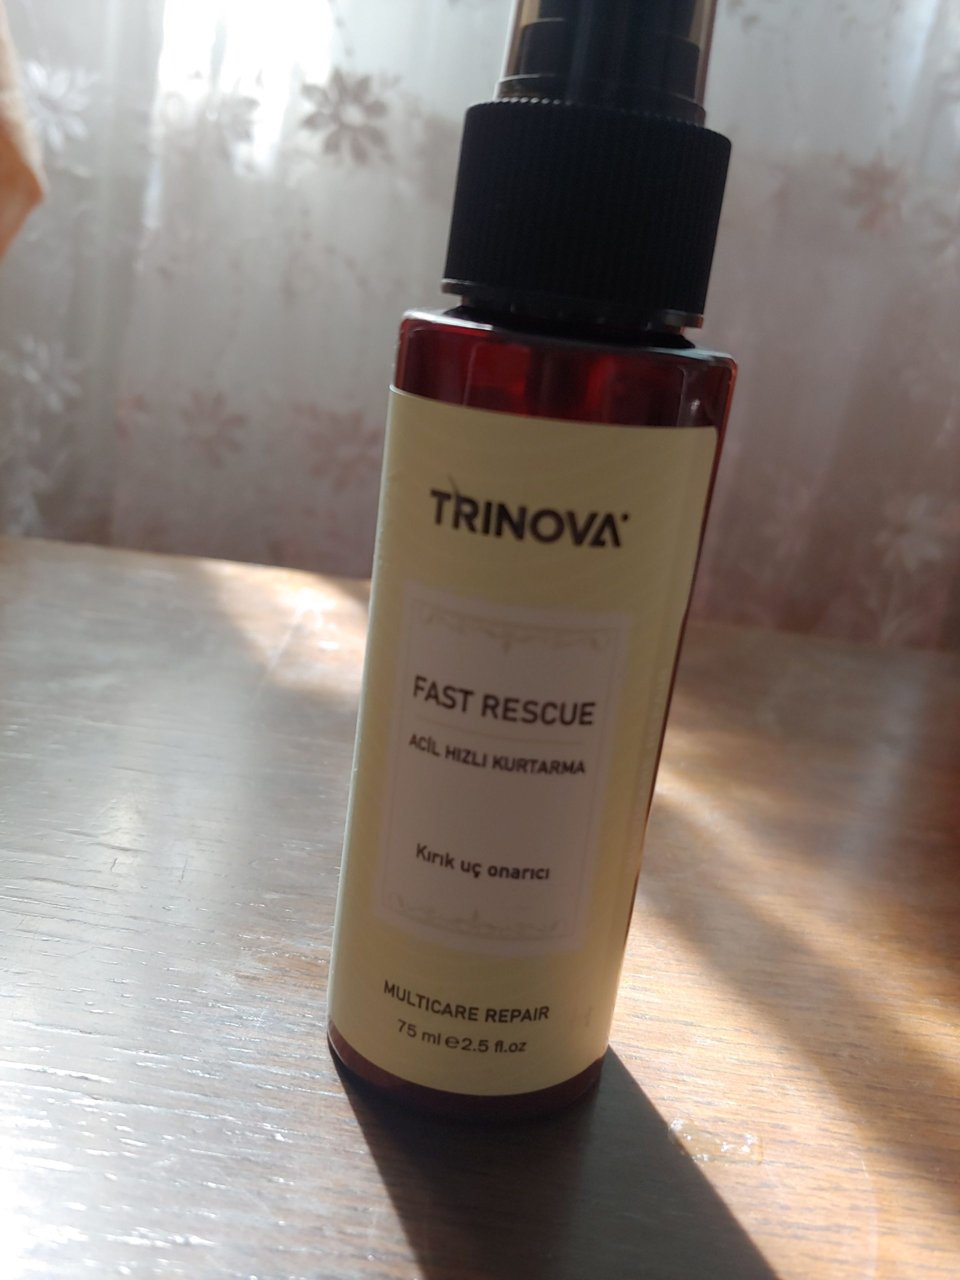 TRINOVA
FAST RESCUE
ACİL HIZLI KURTARMA
Kırık uç onarıcı
MULTICARE REPAIR
75 ml ℮ 2.5 fl.oz